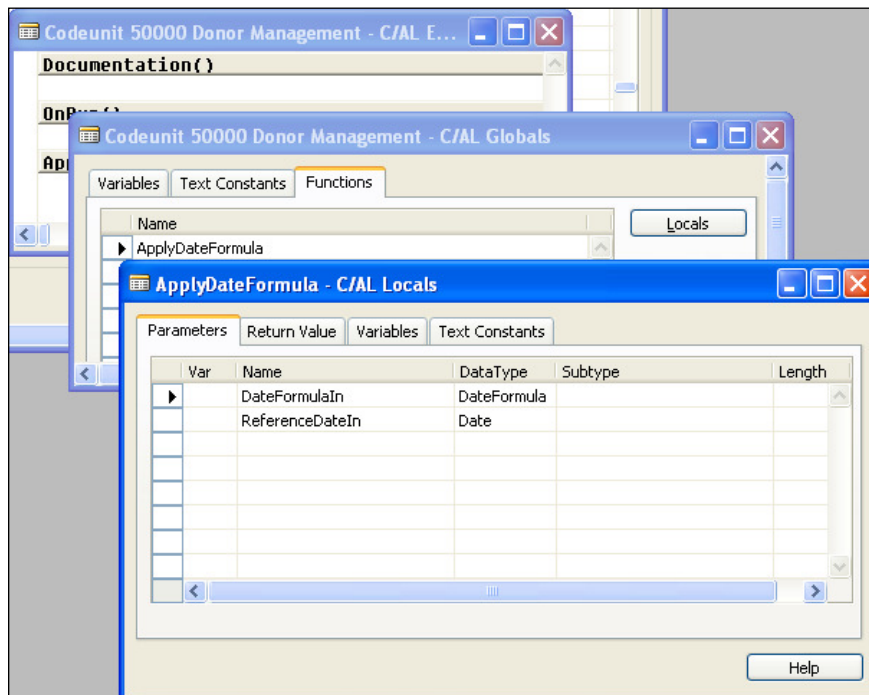 Codeunit 50000 Donor Management - C/AL E...
Documentation()
OnRun()
Codeunit 50000 Donor Management - C/AL Globals
Variables Text Constants Functions
Name
Locals
ApplyDateFormula
ApplyDateFormula - C/AL Locals
Parameters Return Value Variables Text Constants
Var Name DataType Subtype Length
DateFormulaIn DateFormula
ReferenceDateIn Date
Help